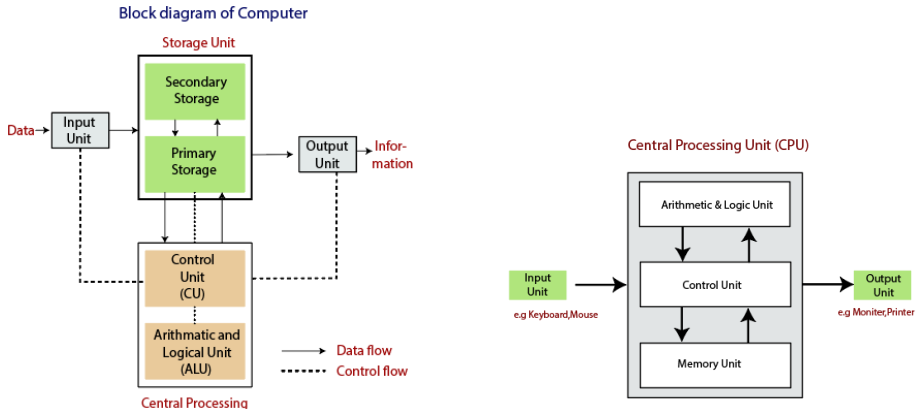 Block diagram of Computer
Storage Unit
Secondary
Storage
Data
Input
Unit
Primary
Storage
Output
Unit
Infor-
mation
Control
Unit
(CU)
Arithmatic and
Logical Unit
(ALU)
Data flow
Control flow
Central Processing
Central Processing Unit (CPU)
Arithmetic & Logic Unit
Input
Unit
e.g Keyboard,Mouse
Control Unit
Output
Unit
e.g Moniter,Printer
Memory Unit